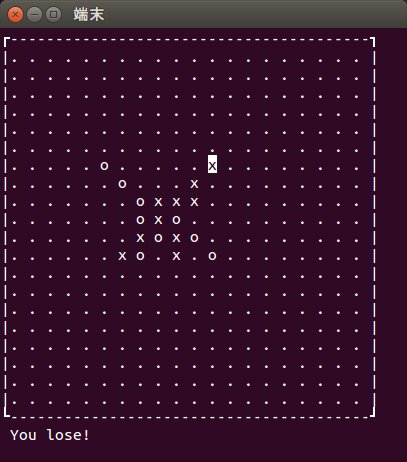 端末
┌----------------------------------------┐
|. . . . . . . . . . . . . . . . . . . . |
|. . . . . . . . . . . . . . . . . . . . |
|. . . . . . . . . . . . . . . . . . . . |
|. . . . . . . . . . . . . . . . . . . . |
|. . . . . . . . . . . . . . . . . . . . |
|. . . . . . . . . . . . . . . . . . . . |
|. . . . . o . . . . . x . . . . . . . . |
|. . . . . . o . . . x . . . . . . . . . |
|. . . . . . . o x x x . . . . . . . . . |
|. . . . . . . o x o . . . . . . . . . . |
|. . . . . . . x o x o . . . . . . . . . |
|. . . . . . x o . x . o . . . . . . . . |
|. . . . . . . . . . . . . . . . . . . . |
|. . . . . . . . . . . . . . . . . . . . |
|. . . . . . . . . . . . . . . . . . . . |
|. . . . . . . . . . . . . . . . . . . . |
|. . . . . . . . . . . . . . . . . . . . |
|. . . . . . . . . . . . . . . . . . . . |
|. . . . . . . . . . . . . . . . . . . . |
|. . . . . . . . . . . . . . . . . . . . |
└----------------------------------------┘
You lose!